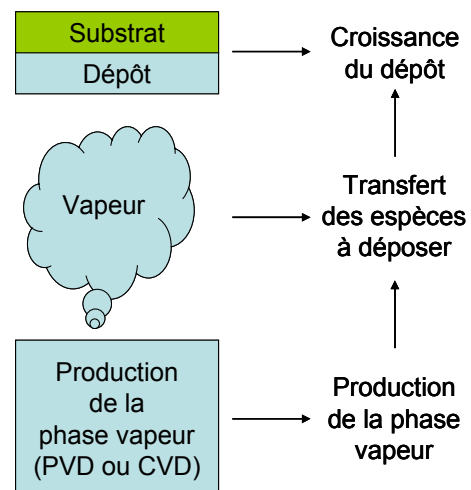 Substrat
Dépôt
Croissance
du dépôt
Vapeur
Transfert
des espèces
à déposer
Production
de la
phase vapeur
(PVD ou CVD)
Production
de la phase
vapeur